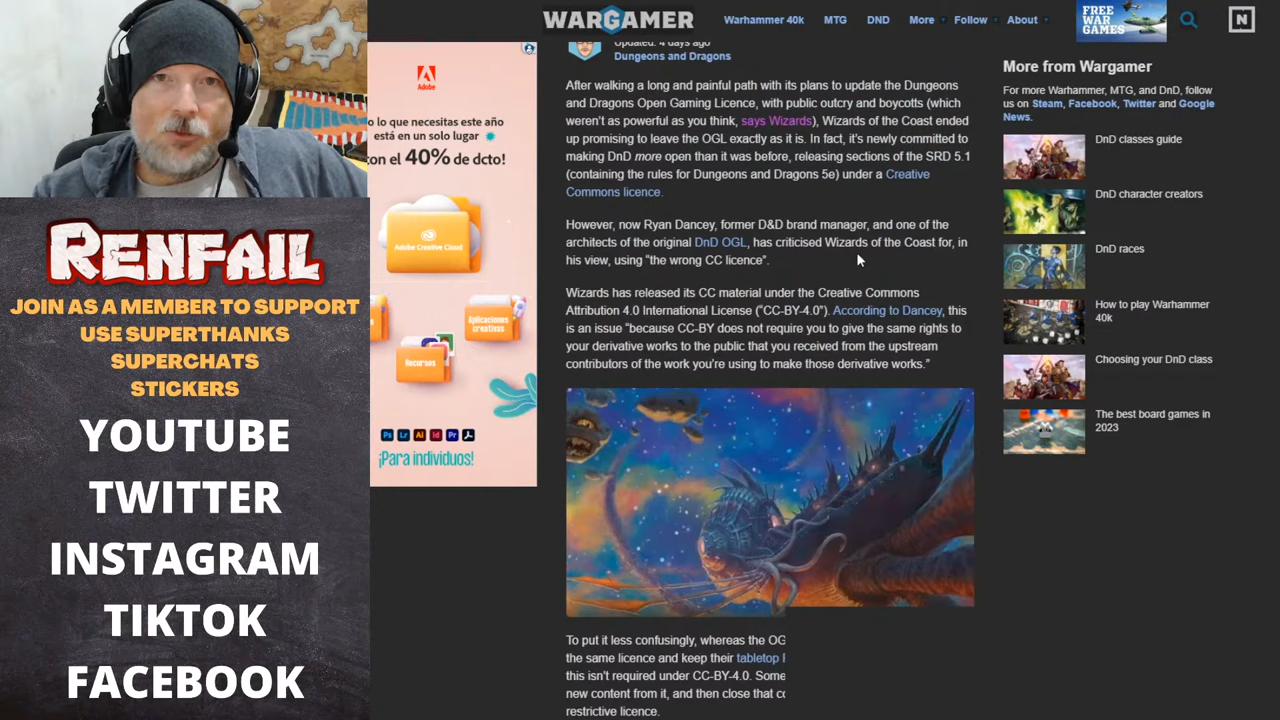 WARGAMER
Warhammer 40k
MTG
DND
More
Follow
About
FREE
WAR
GAMES
N
Updated: 4 days ago
Dungeons and Dragons
After walking a long and painful path with its plans to update the Dungeons
and Dragons Open Gaming Licence, with public outcry and boycotts (which
weren't as powerful as you think, says Wizards), Wizards of the Coast ended
up promising to leave the OGL exactly as it is. In fact, it's newly committed to
making DnD more open than it was before, releasing sections of the SRD 5.1
(containing the rules for Dungeons and Dragons 5e) under a Creative
Commons licence.
However, now Ryan Dancey, former D&D brand manager, and one of the
architects of the original DnD OGL, has criticised Wizards of the Coast for, in
his view, using “the wrong CC licence”.
Wizards has released its CC material under the Creative Commons
Attribution 4.0 International License (“CC-BY-4.0”). According to Dancey, this
is an issue “because CC-BY does not require you to give the same rights to
your derivative works to the public that you received from the upstream
contributors of the work you're using to make those derivative works.”
To put it less confusingly, whereas the OG
the same licence and keep their tabletop
this isn't required under CC-BY-4.0. Some
new content from it, and then close that
restrictive licence.
More from Wargamer
For more Warhammer, MTG, and DnD, follow
us on Steam, Facebook, Twitter and Google
News.
DnD classes guide
DnD character creators
DnD races
How to play Warhammer
40k
Choosing your DnD class
The best board games in
2023
Adobe
o lo que necesitas este año
está en un solo lugar
con el 40% de dcto!
Adobe Creative Cloud
Aplicaciones
creativas
Recursos
Ps Lr Ai Id Pr
¡Para individuos!
RENFAIL
JOIN AS A MEMBER TO SUPPORT
USE SUPERTHANKS
SUPERCHATS
STICKERS
YOUTUBE
TWITTER
INSTAGRAM
TIKTOK
FACEBOOK